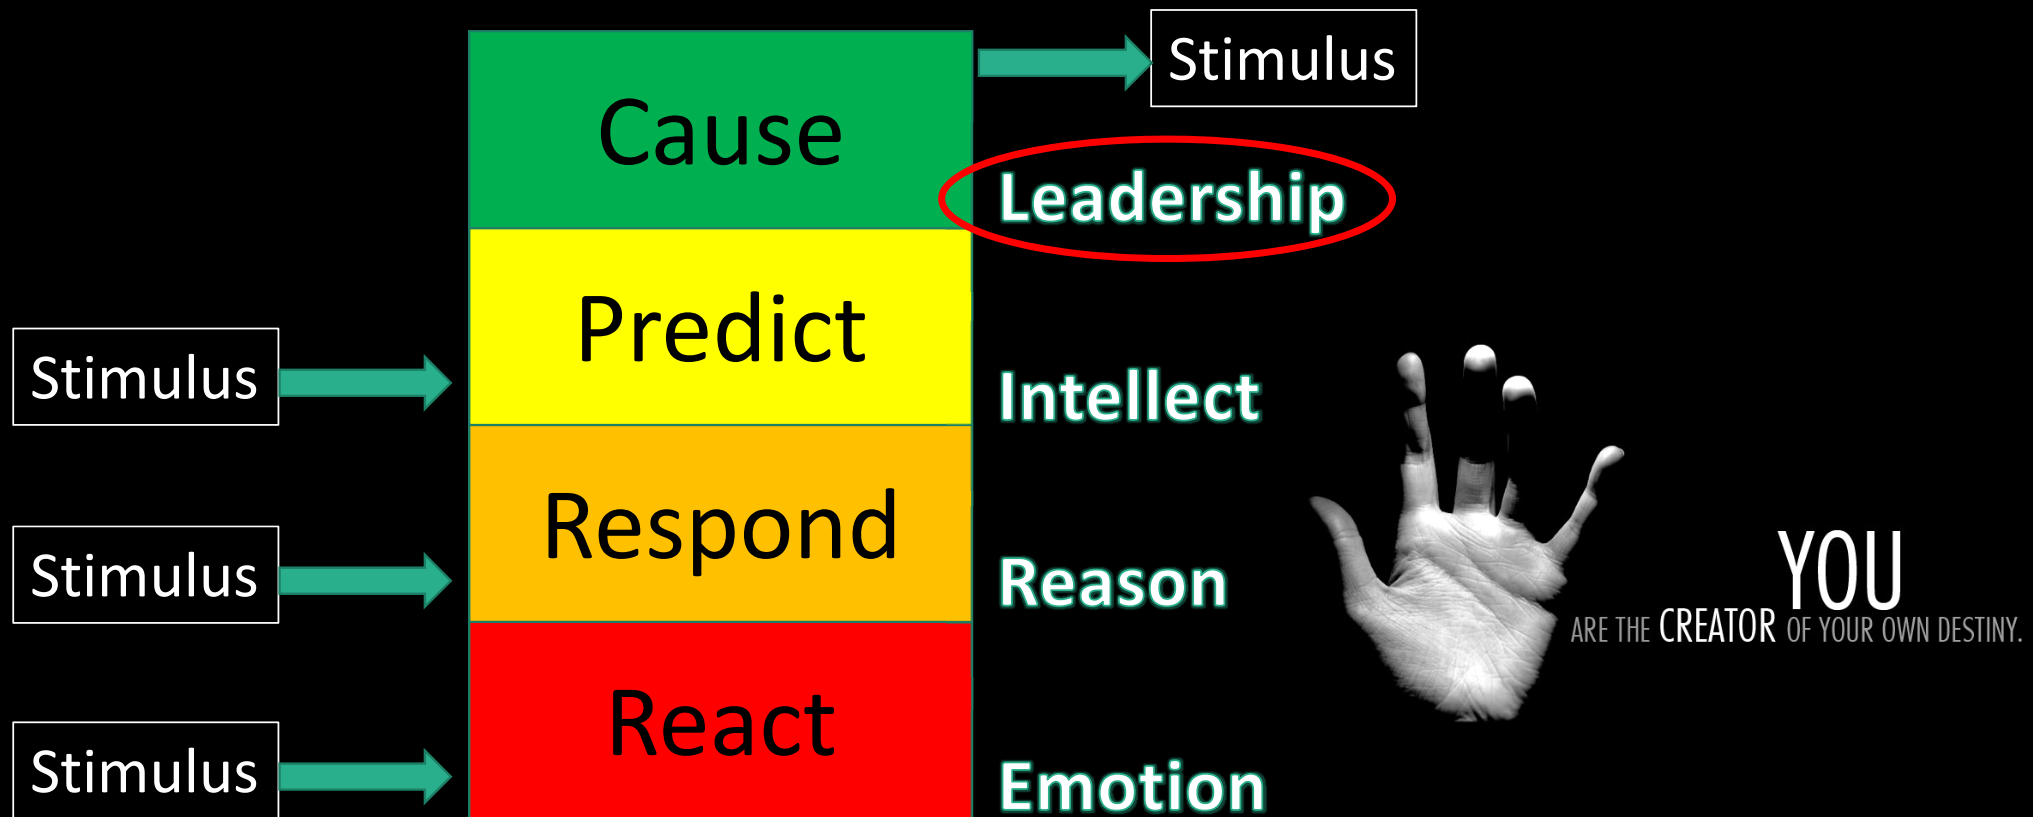 Stimulus
Cause
Leadership
Predict
Stimulus
Intellect
Respond
Stimulus
Reason
YOU
ARE THE CREATOR OF YOUR OWN DESTINY.
React
Stimulus
Emotion